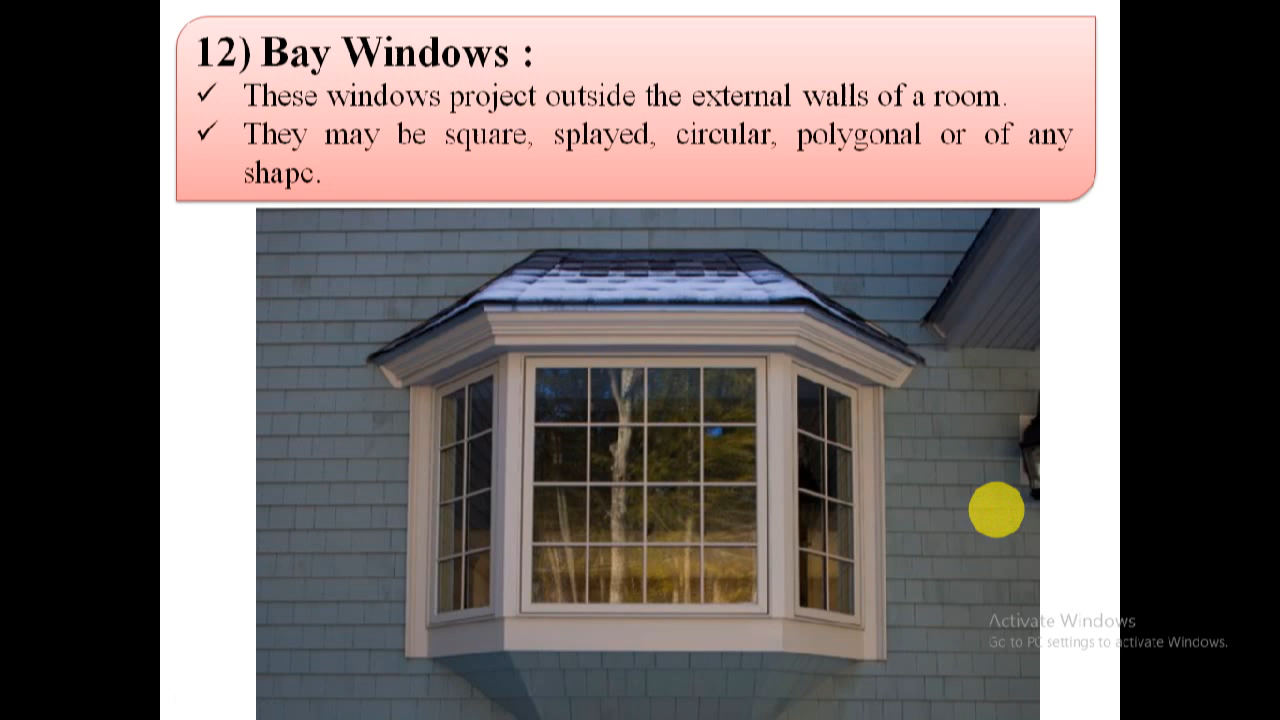 12) Bay Windows :
✓ These windows project outside the external walls of a room.
✓ They may be square, splayed, circular, polygonal or of any
shape.
Activate Windows
Go to PC settings to activate Windows.